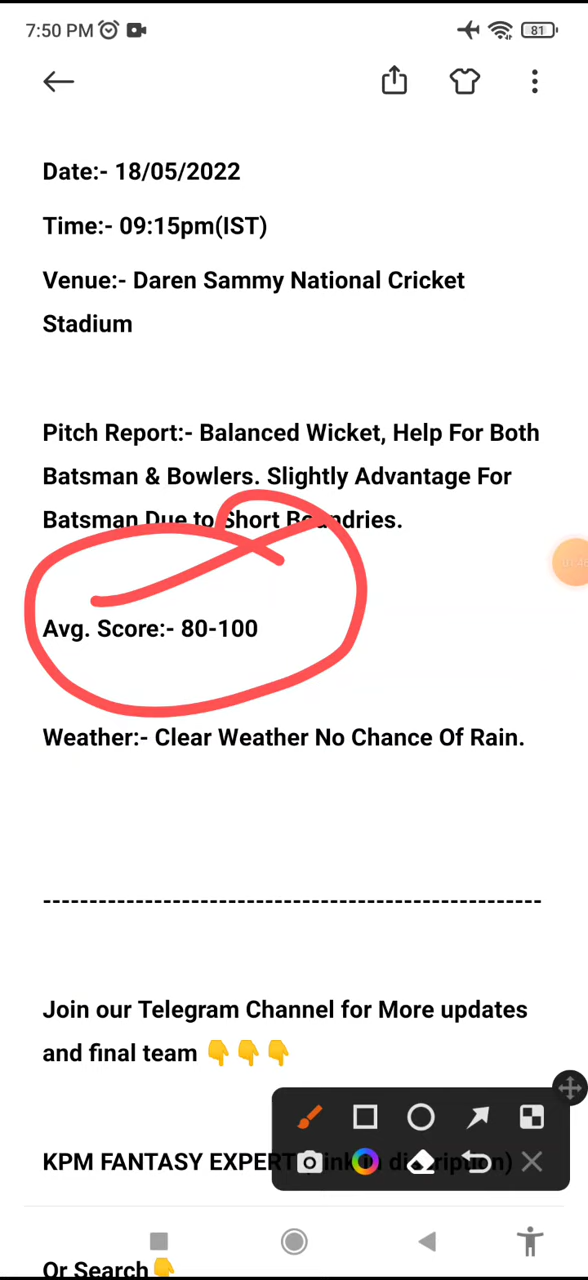 7:50 PM
81
Date:- 18/05/2022
Time:- 09:15pm(IST)
Venue:- Daren Sammy National Cricket
Stadium
Pitch Report:- Balanced Wicket, Help For Both
Batsman & Bowlers. Slightly Advantage For
Batsman Due to Short Boundries.
Avg. Score:- 80-100
Weather:- Clear Weather No Chance Of Rain.
-----------------------------------------------------
Join our Telegram Channel for More updates
and final team 👇👇👇
KPM FANTASY EXPERT
Or Search👇